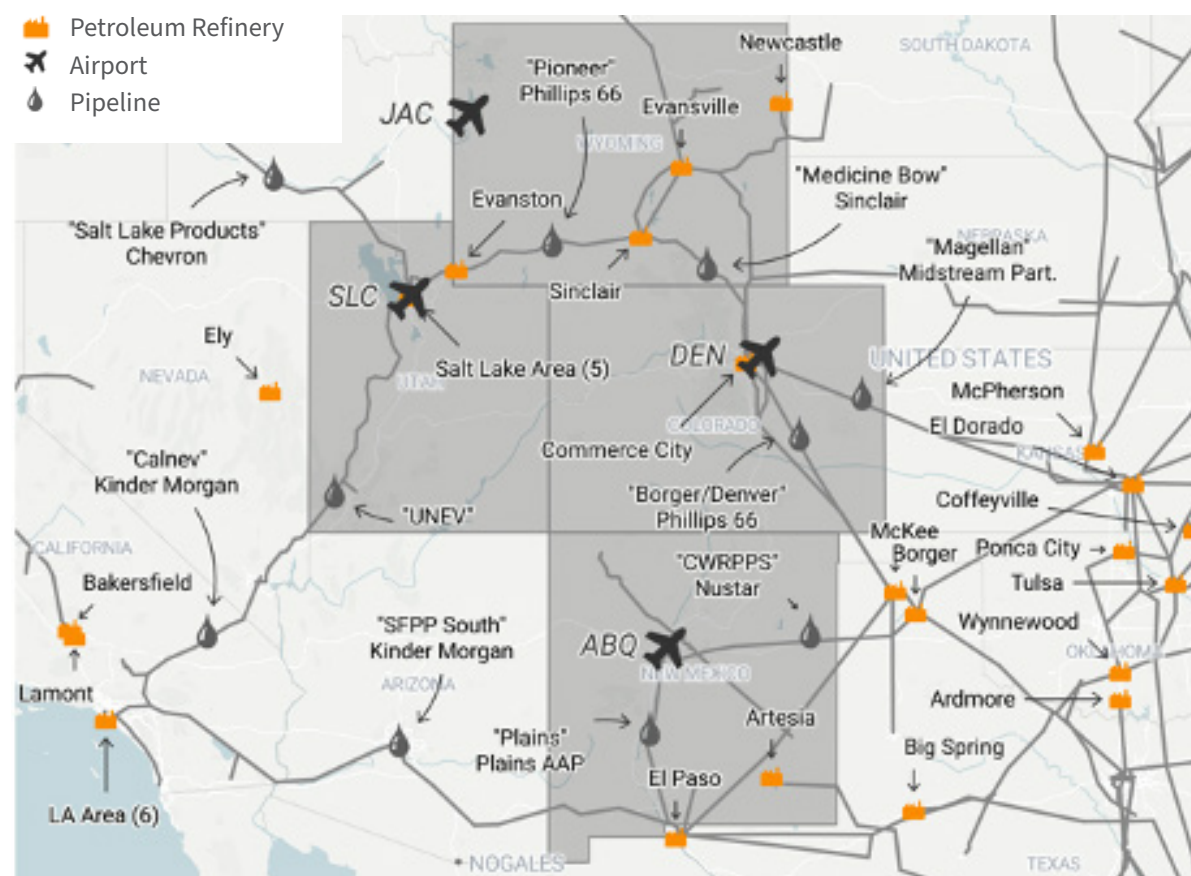 Petroleum Refinery
Airport
Pipeline
Newcastle
SOUTH DAKOTA
"Pioneer"
Phillips 66
Evansville
JAC
WYOMING
"Medicine Bow"
Sinclair
Evanston
"Salt Lake Products"
Chevron
NEBRASKA
"Magellan"
Midstream Part.
SLC
Sinclair
Ely
DEN
UNITED STATES
Salt Lake Area (5)
NEVADA
UTAH
McPherson
COLORADO
El Dorado
Commerce City
KANSAS
"Calnev"
Kinder Morgan
"Borger/Denver"
Phillips 66
Coffeyville
"UNEV"
McKee
Borger
Ponca City
CALIFORNIA
"CWRPPS"
Nustar
Bakersfield
Tulsa
"SFPP South"
Kinder Morgan
Wynnewood
ABQ
OKLAHOMA
NEW MEXICO
ARIZONA
Lamont
Ardmore
Artesia
"Plains"
Plains AAP
Big Spring
El Paso
LA Area (6)
NOGALES
TEXAS